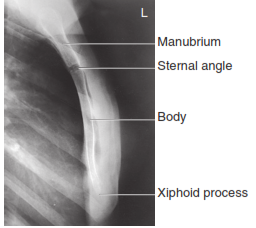 L
Manubrium
Sternal angle
Body
Xiphoid process